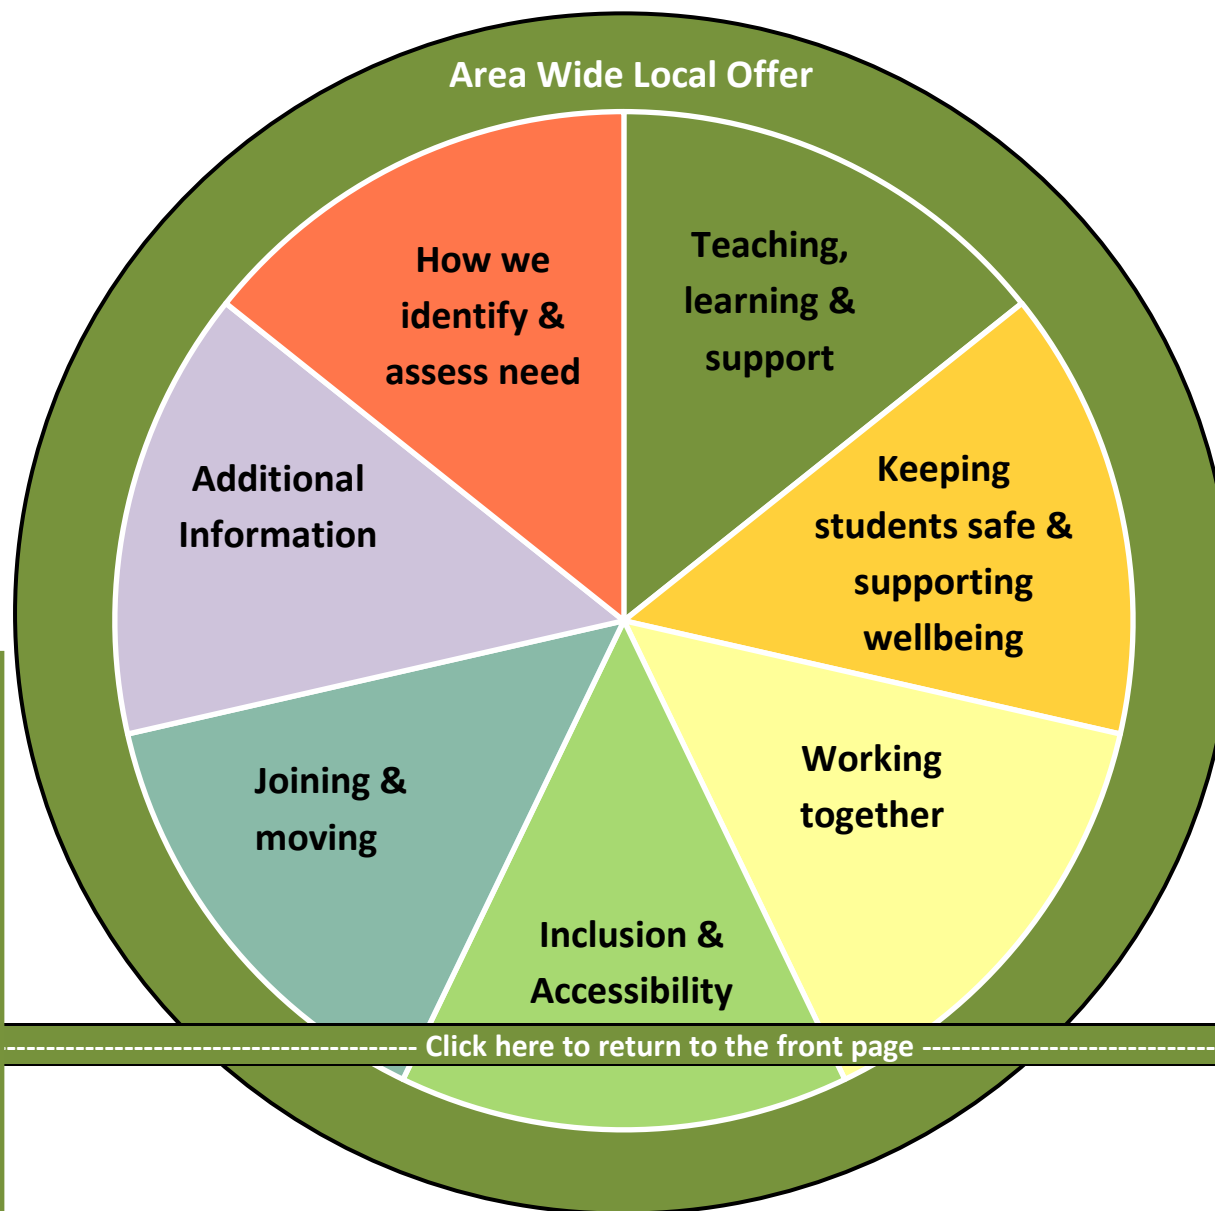 Area Wide Local Offer
How we
identify &
assess need
Teaching,
learning &
support
Keeping
students safe &
supporting
wellbeing
Working
together
Inclusion &
Accessibility
Joining &
moving
Additional
Information
---------------------------------------- Click here to return to the front page -----------------------------